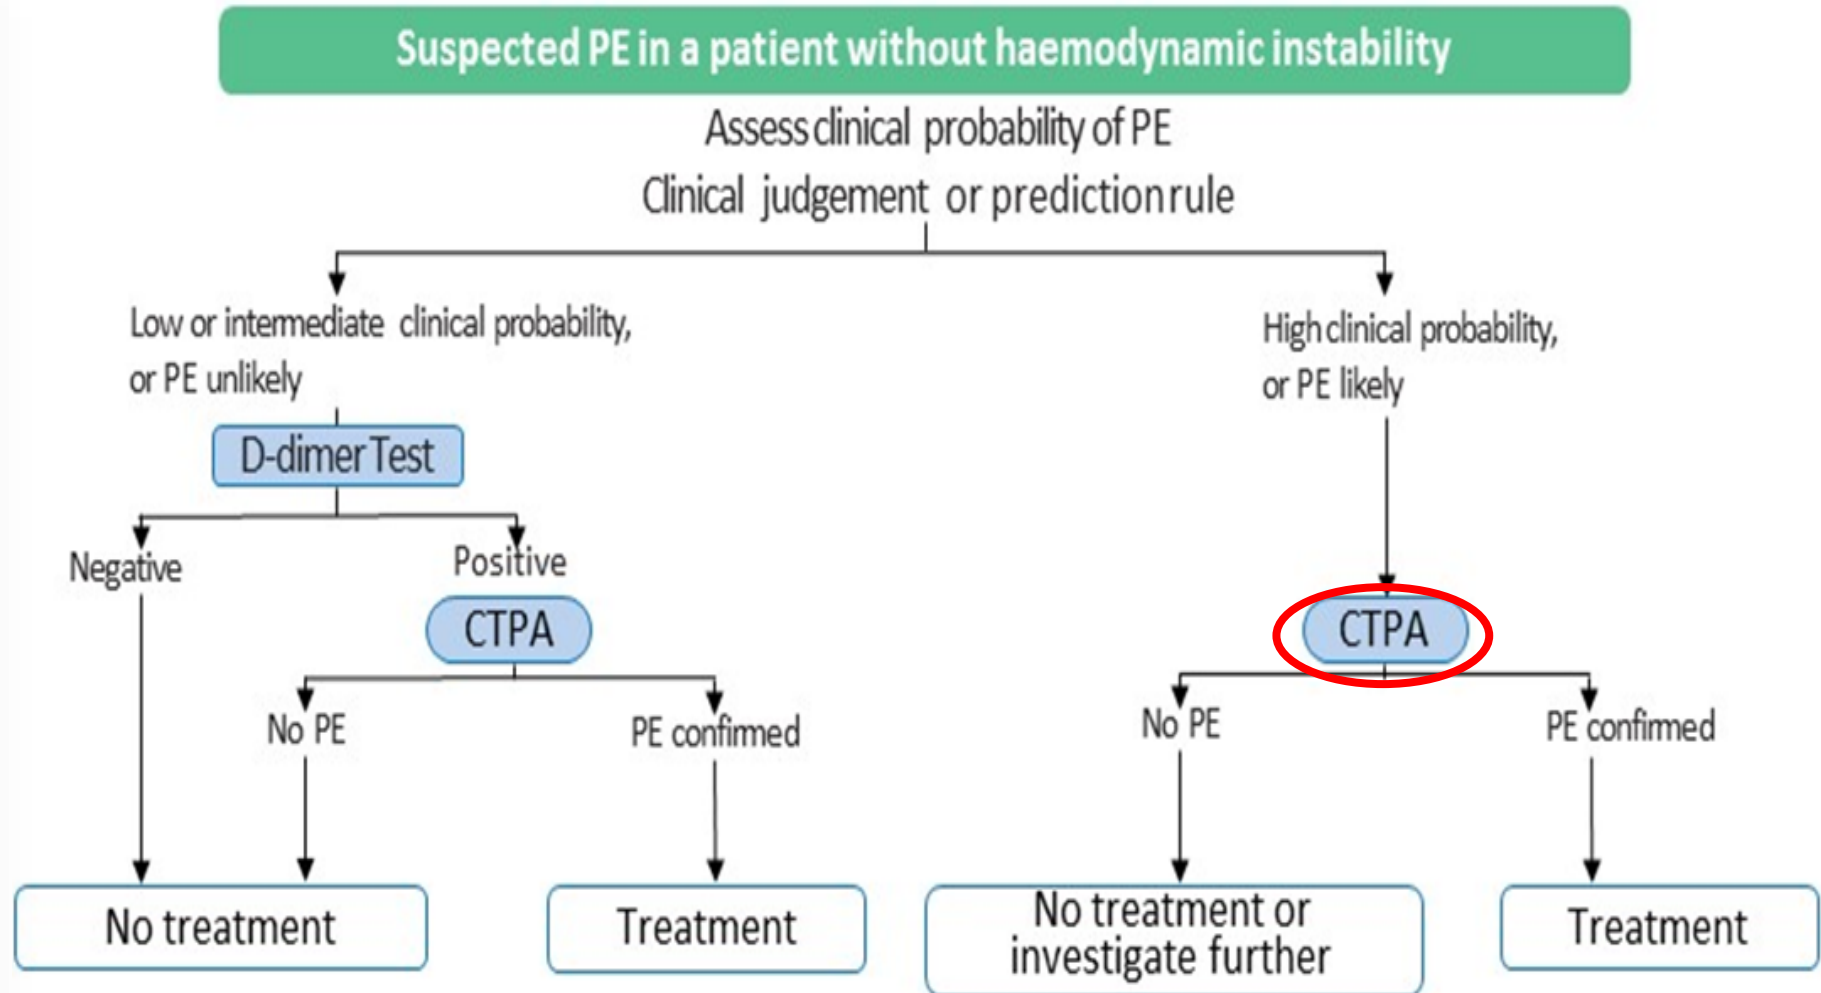 Suspected PE in a patient without haemodynamic instability
Assess clinical probability of PE
Clinical judgement or prediction rule
Low or intermediate clinical probability,
or PE unlikely
High clinical probability,
or PE likely
D-dimer Test
Negative
Positive
CTPA
CTPA
No PE
PE confirmed
No PE
PE confirmed
No treatment
Treatment
No treatment or
investigate further
Treatment